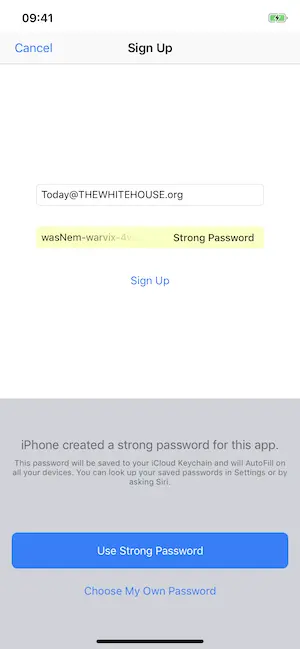 09:41
Cancel
Sign Up
Today@THEWHITEHOUSE.org
wasNem-warvix- Strong Password
Sign Up
iPhone created a strong password for this app.
This password will be saved to your iCloud Keychain and will AutoFill on
all your devices. You can look up your saved passwords in Settings or by
asking Siri.
Use Strong Password
Choose My Own Password